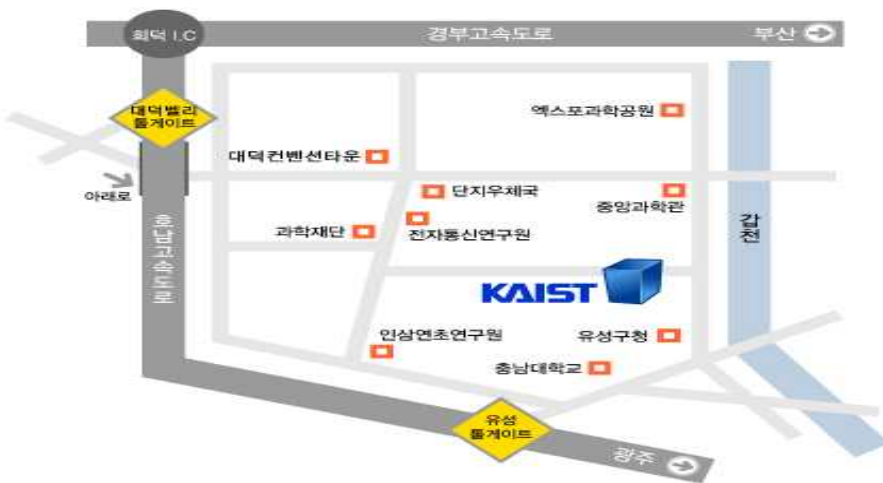 회덕 I.C
경부고속도로
부산
대덕벨리
톨게이트
엑스포과학공원
대덕컨벤션타운
아래로
단지우체국
중앙과학관
과학재단
전자통신연구원
갑천
충남고속도로
KAIST
인삼연초연구원
유성구청
충남대학교
유성
톨게이트
광주